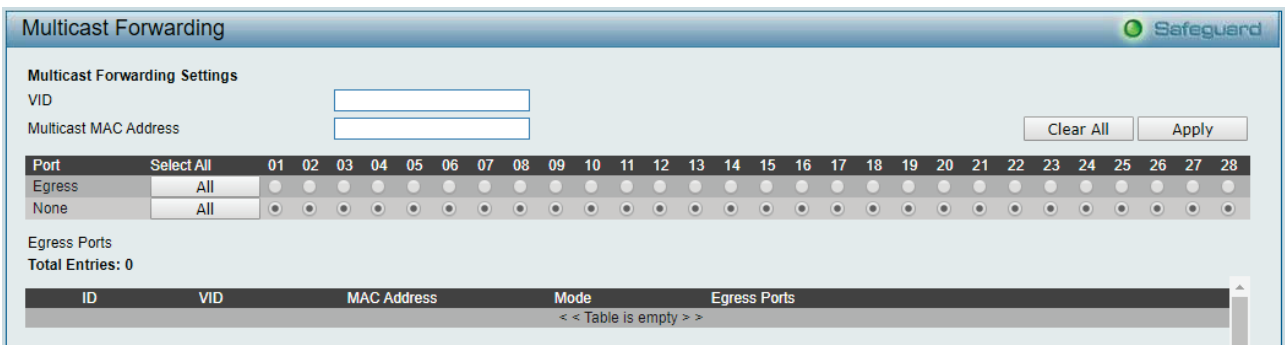 Multicast Forwarding Safeguard
Multicast Forwarding Settings
VID
Multicast MAC Address Clear All Apply
Port Select All 01 02 03 04 05 06 07 08 09 10 11 12 13 14 15 16 17 18 19 20 21 22 23 24 25 26 27 28
Egress All
None All
Egress Ports
Total Entries: 0
ID VID MAC Address Mode Egress Ports
< < Table is empty > >